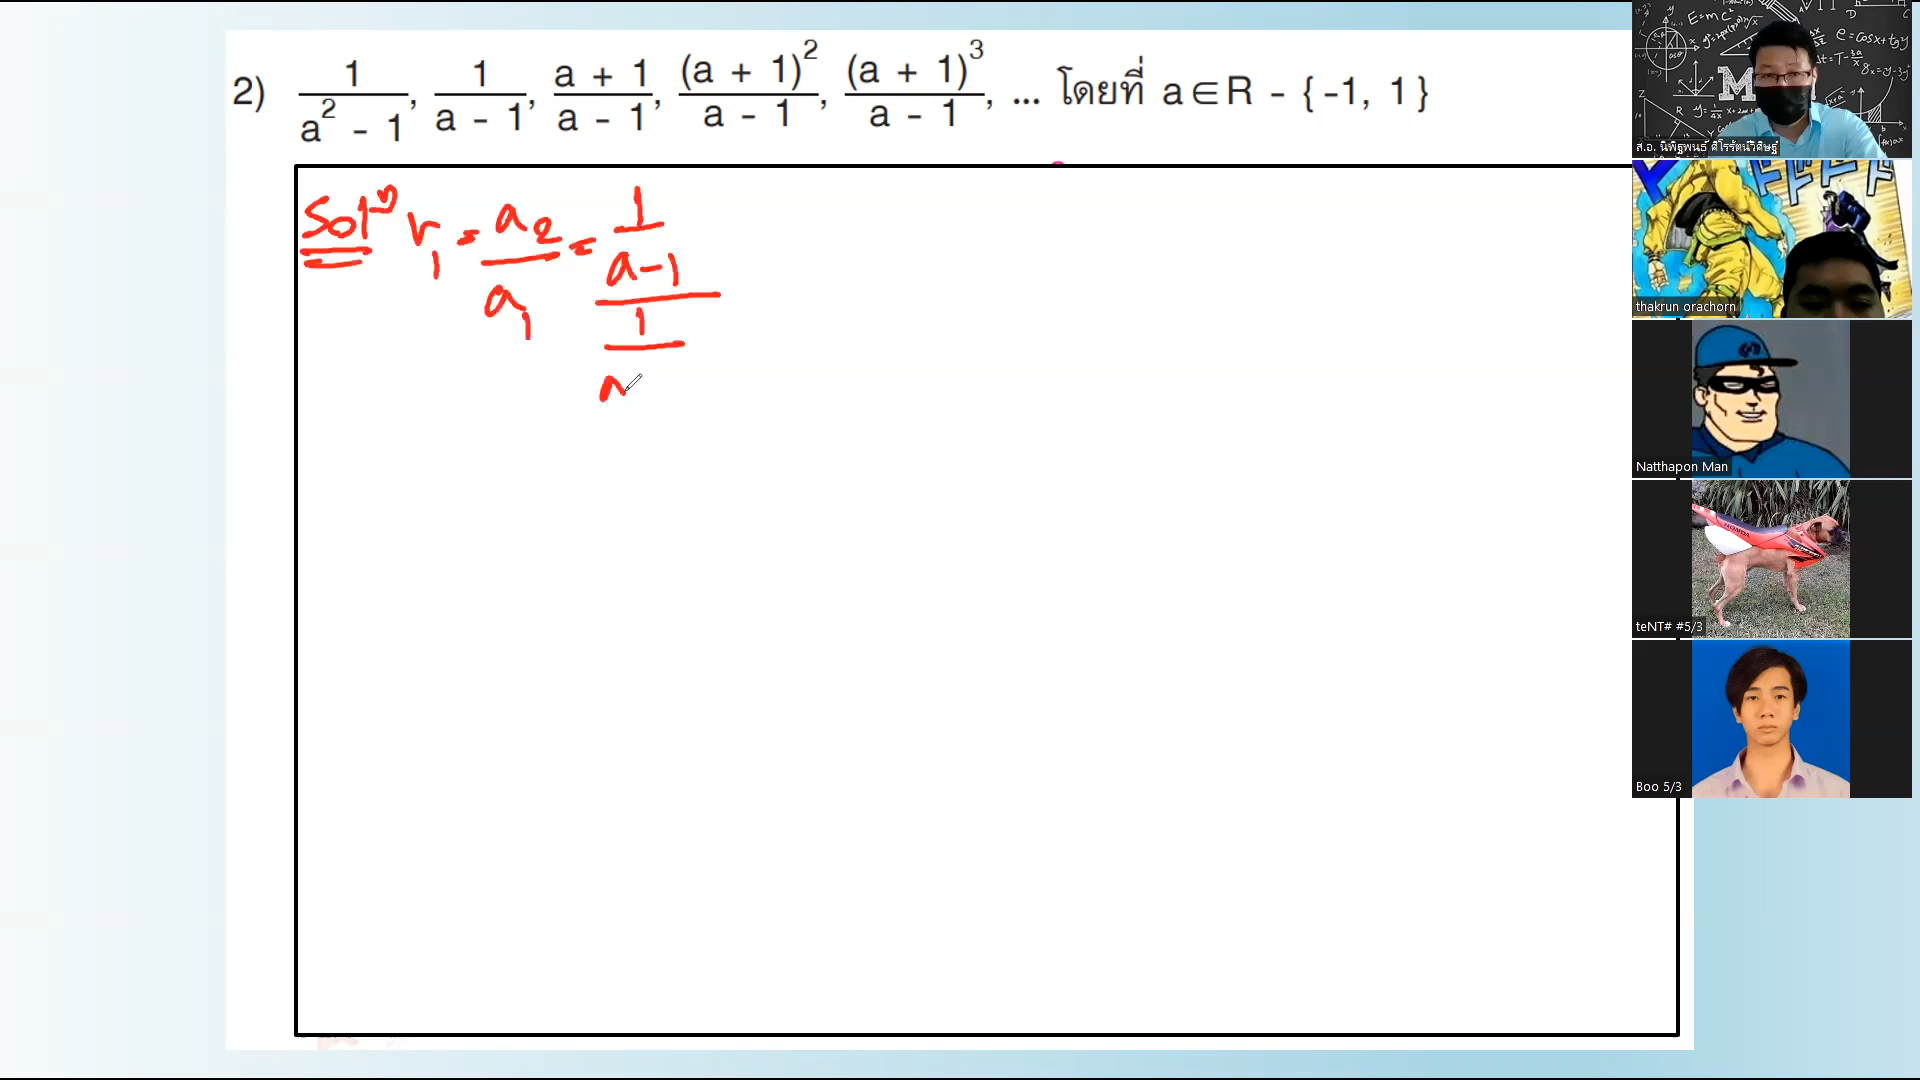 2) 1/(a² - 1), 1/(a - 1), (a + 1)/(a - 1), (a + 1)²/(a - 1), (a + 1)³/(a - 1), ... โดยที่ a ∈ R - {-1, 1}
Solⁿ r₁ = a₂/a₁ = (1/(a-1))/(1/a
E=mc²
M
ส.อ. นิพิฐพนธ์ ศิโรรัตน์วิศิษฐ์
thakrun orachorn
Natthapon Man
teNT# #5/3
Boo 5/3